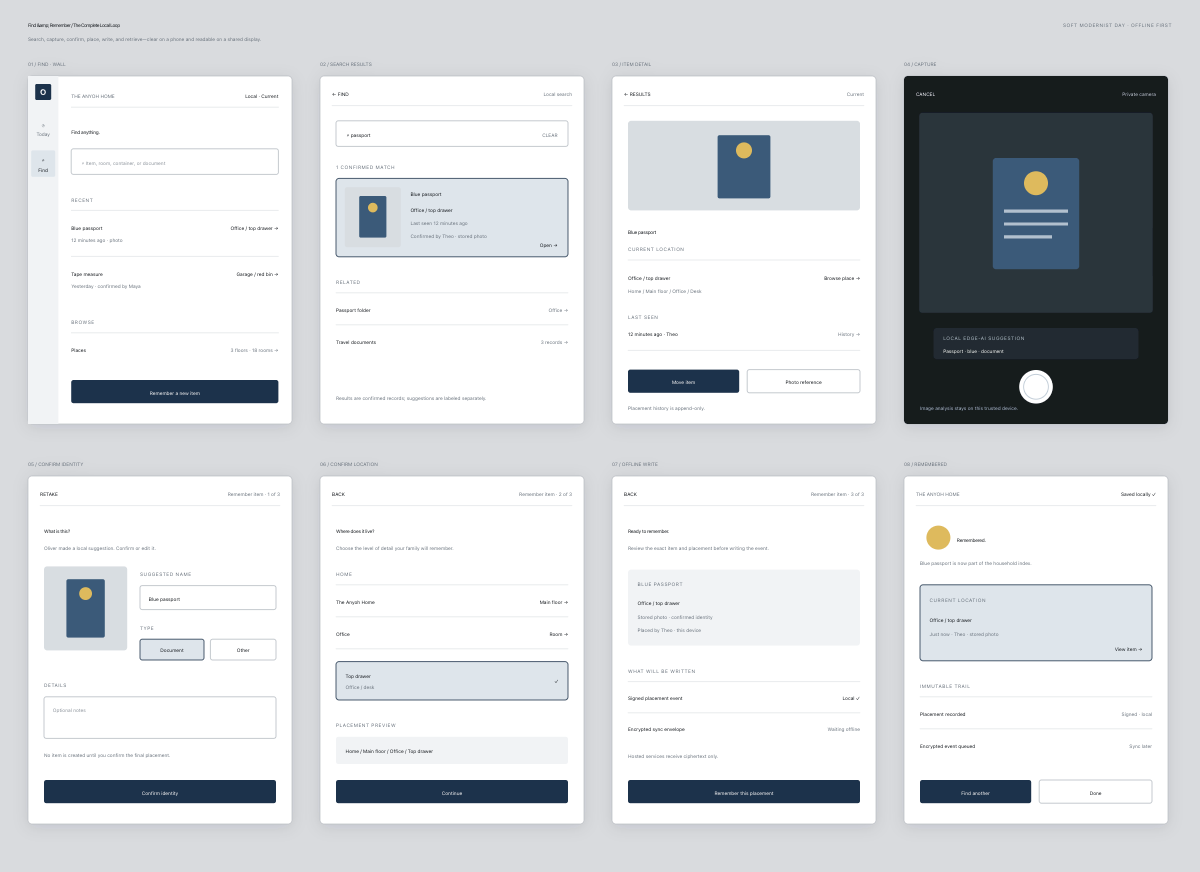 Find &amp; Remember / The Complete Local Loop
SOFT MODERNIST DAY · OFFLINE FIRST
Search, capture, confirm, place, write, and retrieve—clear on a phone and readable on a shared display.
01 / FIND · WALL
O
Today
Find
THE ANYOH HOME
Local · Current
Find anything.
Item, room, container, or document
RECENT
Blue passport
Office / top drawer →
12 minutes ago · photo
Tape measure
Garage / red bin →
Yesterday · confirmed by Maya
BROWSE
Places
3 floors · 18 rooms →
Remember a new item
02 / SEARCH RESULTS
← FIND
Local search
passport
CLEAR
1 CONFIRMED MATCH
Blue passport
Office / top drawer
Last seen 12 minutes ago
Confirmed by Theo · stored photo
Open →
RELATED
Passport folder
Office →
Travel documents
3 records →
Results are confirmed records; suggestions are labeled separately.
03 / ITEM DETAIL
← RESULTS
Current
Blue passport
CURRENT LOCATION
Office / top drawer
Browse place →
Home / Main floor / Office / Desk
LAST SEEN
12 minutes ago · Theo
History →
Move item
Photo reference
Placement history is append-only.
04 / CAPTURE
CANCEL
Private camera
LOCAL EDGE-AI SUGGESTION
Passport · blue · document
Image analysis stays on this trusted device.
05 / CONFIRM IDENTITY
RETAKE
Remember item · 1 of 3
What is this?
Oliver made a local suggestion. Confirm or edit it.
SUGGESTED NAME
Blue passport
TYPE
Document
Other
DETAILS
Optional notes
No item is created until you confirm the final placement.
Confirm identity
06 / CONFIRM LOCATION
BACK
Remember item · 2 of 3
Where does it live?
Choose the level of detail your family will remember.
HOME
The Anyoh Home
Main floor →
Office
Room →
Top drawer
Office / desk
✓
PLACEMENT PREVIEW
Home / Main floor / Office / Top drawer
Continue
07 / OFFLINE WRITE
BACK
Remember item · 3 of 3
Ready to remember.
Review the exact item and placement before writing the event.
BLUE PASSPORT
Office / top drawer
Stored photo · confirmed identity
Placed by Theo · this device
WHAT WILL BE WRITTEN
Signed placement event
Local ✓
Encrypted sync envelope
Waiting offline
Hosted services receive ciphertext only.
Remember this placement
08 / REMEMBERED
THE ANYOH HOME
Saved locally ✓
Remembered.
Blue passport is now part of the household index.
CURRENT LOCATION
Office / top drawer
Just now · Theo · stored photo
View item →
IMMUTABLE TRAIL
Placement recorded
Signed · local
Encrypted event queued
Sync later
Find another
Done